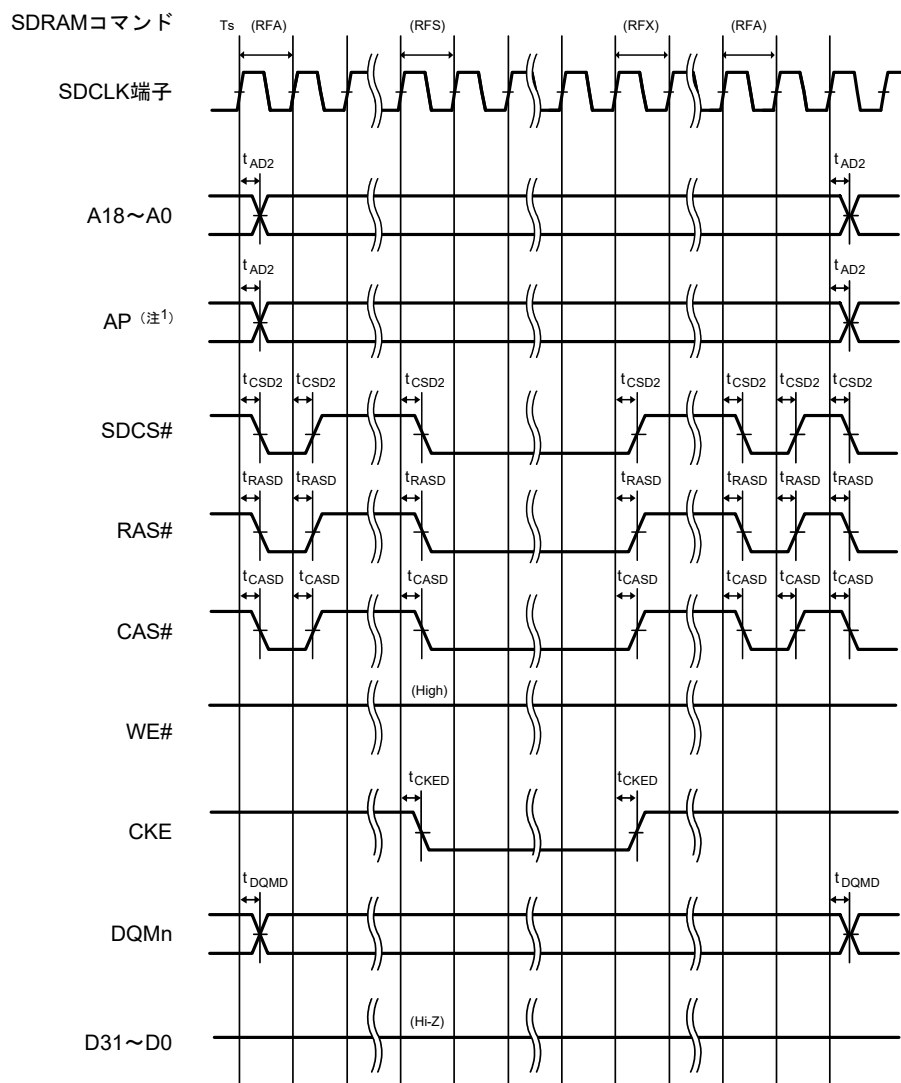 SDRAMコマンド Ts (RFA) (RFS) (RFX) (RFA)
SDCLK端子
tAD2 tAD2
A18～A0
tAD2 tAD2
AP（注1）
tCSD2 tCSD2 tCSD2 tCSD2 tCSD2 tCSD2 tCSD2
SDCS#
tRASD tRASD tRASD tRASD tRASD tRASD tRASD
RAS#
tCASD tCASD tCASD tCASD tCASD tCASD tCASD
CAS#
(High)
WE#
tCKED tCKED
CKE
tDQMD tDQMD
DQMn
(Hi-Z)
D31～D0